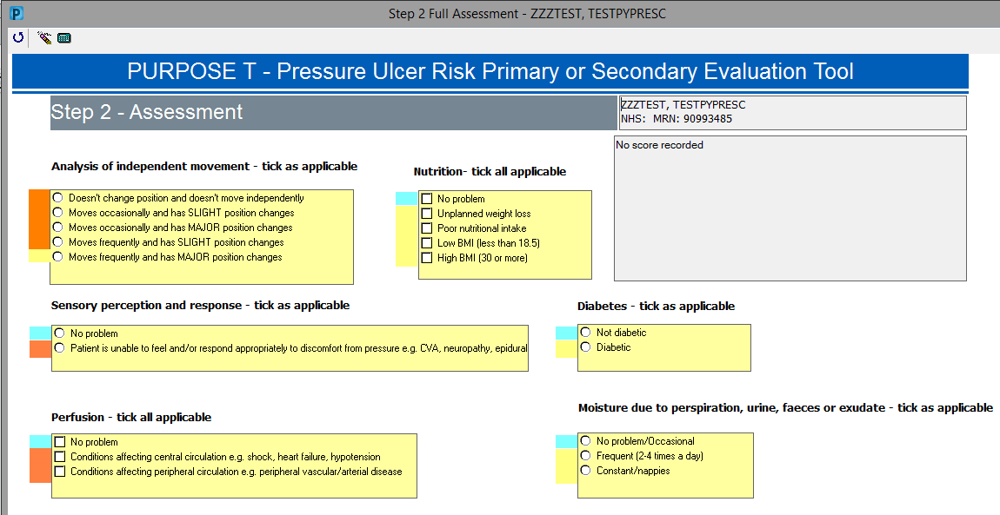 Step 2 Full Assessment - ZZZTEST, TESTPYPRESC
PURPOSE T - Pressure Ulcer Risk Primary or Secondary Evaluation Tool
Step 2 - Assessment
ZZZTEST, TESTPYPRESC
NHS: MRN: 90993485
No score recorded
Analysis of independent movement - tick as applicable
Doesn't change position and doesn't move independently
Moves occasionally and has SLIGHT position changes
Moves occasionally and has MAJOR position changes
Moves frequently and has SLIGHT position changes
Moves frequently and has MAJOR position changes
Nutrition- tick all applicable
No problem
Unplanned weight loss
Poor nutritional intake
Low BMI (less than 18.5)
High BMI (30 or more)
Sensory perception and response - tick as applicable
No problem
Patient is unable to feel and/or respond appropriately to discomfort from pressure e.g. CVA, neuropathy, epidural
Diabetes - tick as applicable
Not diabetic
Diabetic
Perfusion - tick all applicable
No problem
Conditions affecting central circulation e.g. shock, heart failure, hypotension
Conditions affecting peripheral circulation e.g. peripheral vascular/arterial disease
Moisture due to perspiration, urine, faeces or exudate - tick as applicable
No problem/Occasional
Frequent (2-4 times a day)
Constant/nappies